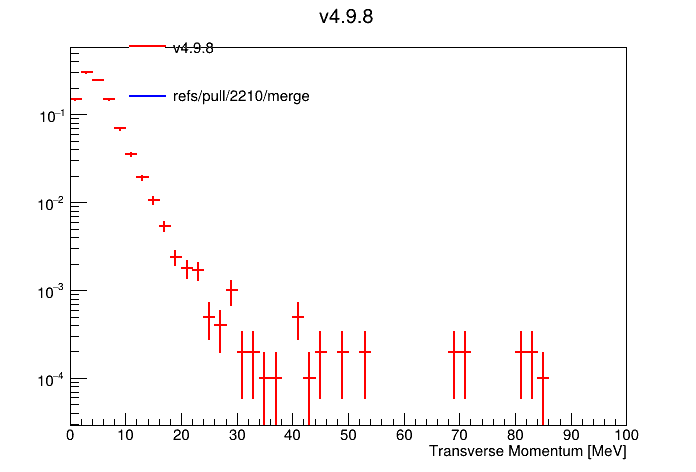 v4.9.8
v4.9.8
refs/pull/2210/merge
10⁻¹
10⁻²
10⁻³
10⁻⁴
0 10 20 30 40 50 60 70 80 90 100
Transverse Momentum [MeV]